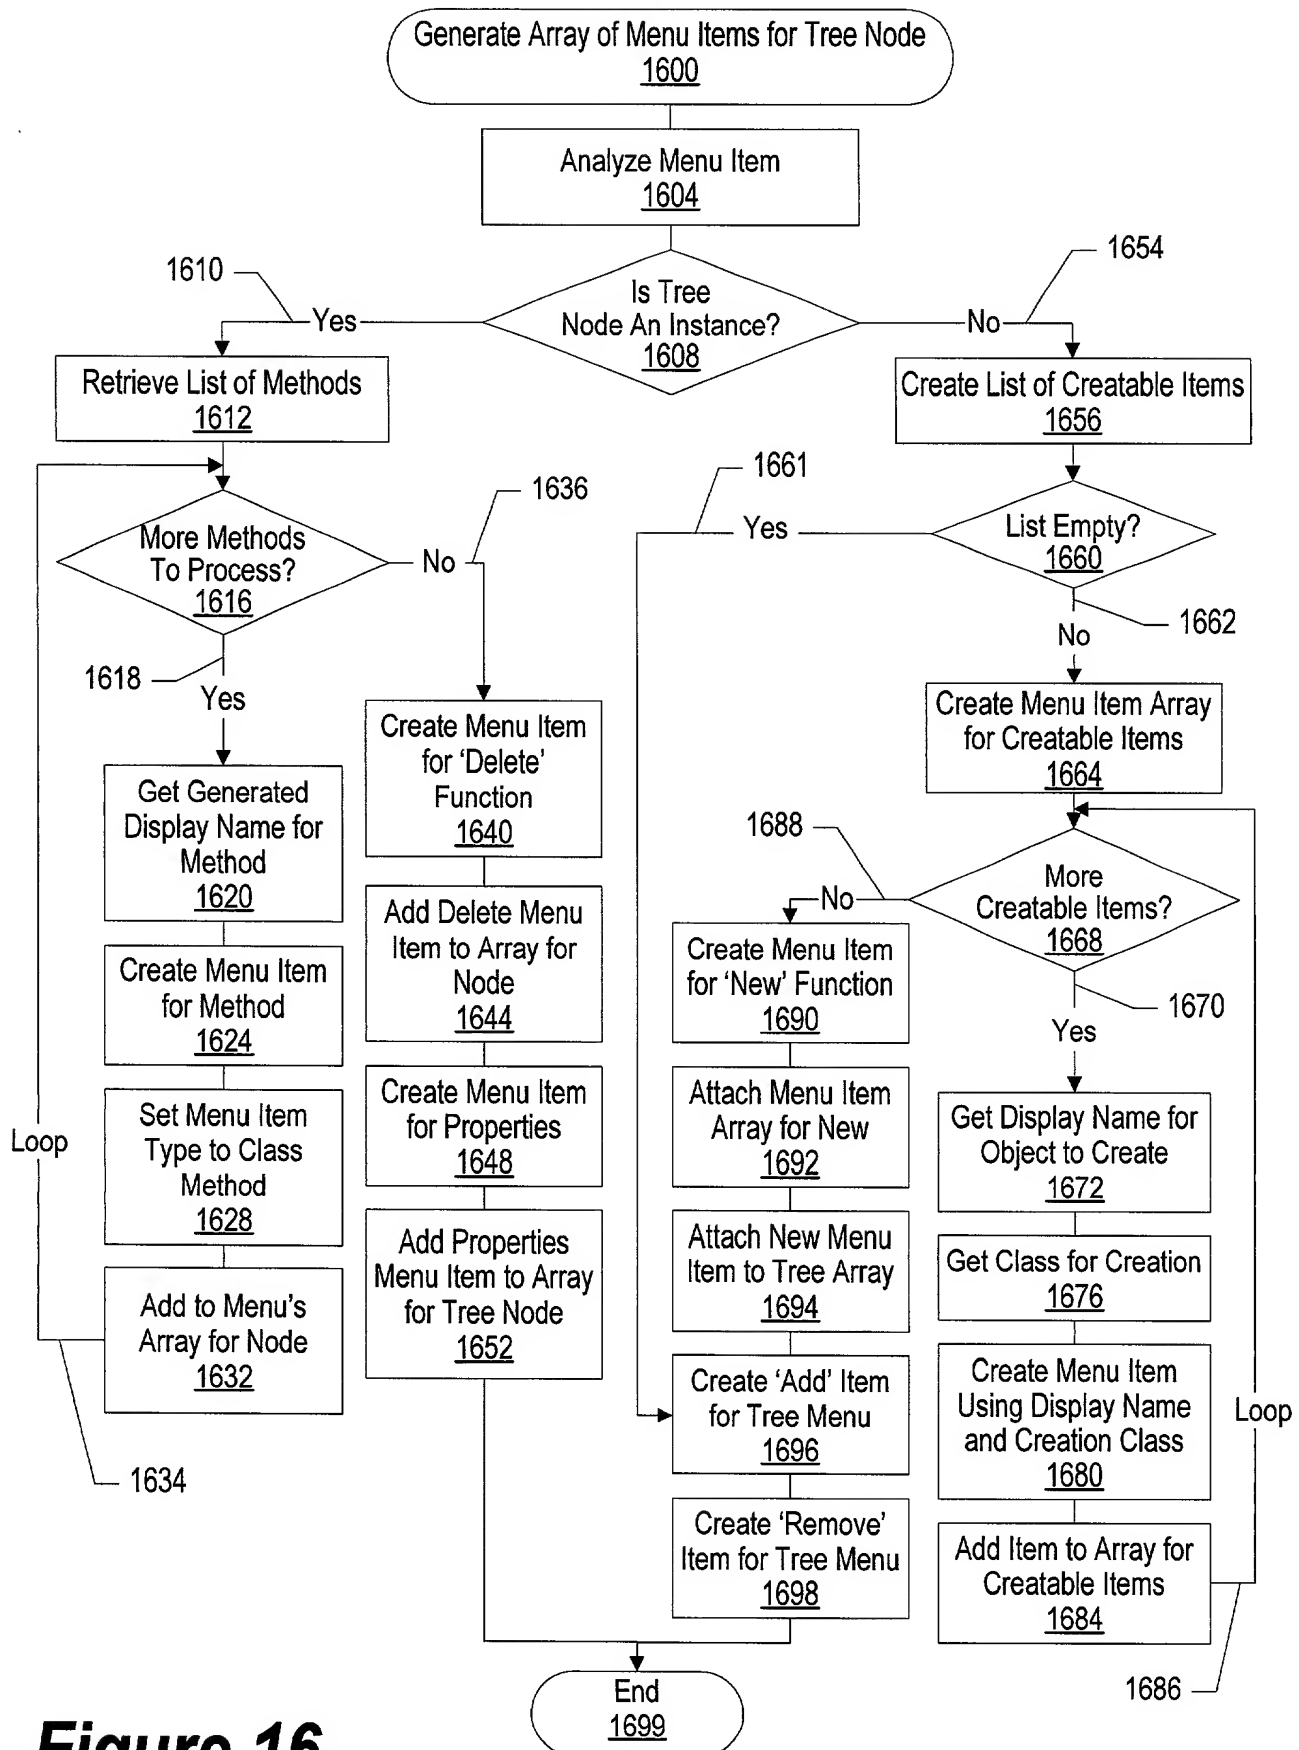 Generate Array of Menu Items for Tree Node
1600
Analyze Menu Item
1604
1610
1654
Is Tree
Node An Instance?
1608
Yes
No
Retrieve List of Methods
1612
Create List of Creatable Items
1656
1661
1636
Yes
List Empty?
1660
More Methods
To Process?
1616
No
1662
No
1618
Yes
Create Menu Item
for ‘Delete’
Function
1640
Create Menu Item Array
for Creatable Items
1664
Get Generated
Display Name for
Method
1620
1688
More
Creatable Items?
1668
No
Add Delete Menu
Item to Array for
Node
1644
Create Menu Item
for ‘New’ Function
1690
Create Menu Item
for Method
1624
1670
Yes
Create Menu Item
for Properties
1648
Attach Menu Item
Array for New
1692
Set Menu Item
Type to Class
Method
1628
Loop
Get Display Name for
Object to Create
1672
Add Properties
Menu Item to Array
for Tree Node
1652
Attach New Menu
Item to Tree Array
1694
Get Class for Creation
1676
Add to Menu's
Array for Node
1632
Create ‘Add’ Item
for Tree Menu
1696
Create Menu Item
Using Display Name
and Creation Class
1680
Loop
1634
Create ‘Remove’
Item for Tree Menu
1698
Add Item to Array for
Creatable Items
1684
1686
End
1699
Figure 16